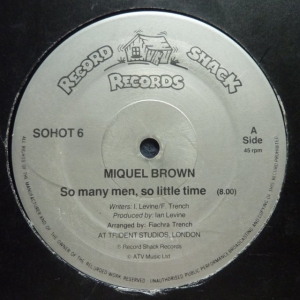 RECORD SHACK
RECORDS
SOHOT 6
A
Side
45 rpm
MIQUEL BROWN
So many men, so little time (8.00)
Writers: I. Levine/F. Trench
Produced by: Ian Levine
Arranged by: Fiachra Trench
AT TRIDENT STUDIOS, LONDON
℗ Record Shack Records
© ATV Music Ltd